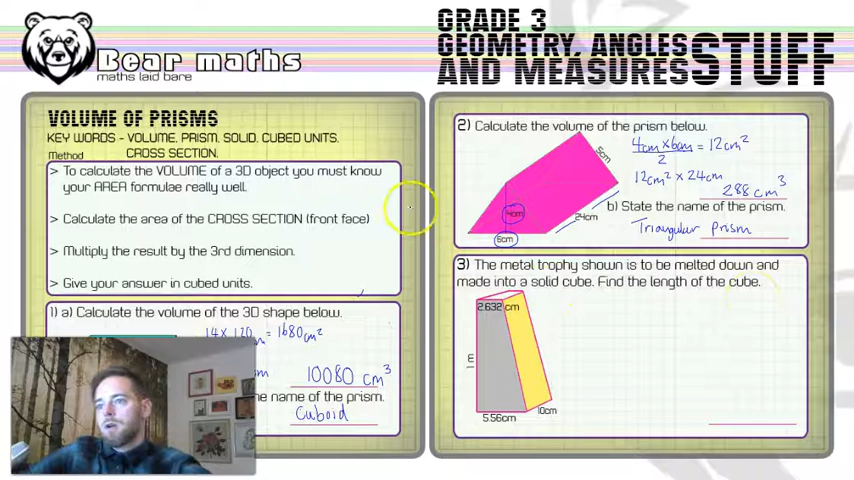 Bear maths
maths laid bare
GRADE 3
GEOMETRY, ANGLES
AND MEASURES
STUFF
VOLUME OF PRISMS
KEY WORDS - VOLUME, PRISM, SOLID, CUBED UNITS,
CROSS SECTION.
Method
> To calculate the VOLUME of a 3D object you must know
your AREA formulae really well.
> Calculate the area of the CROSS SECTION (front face)
> Multiply the result by the 3rd dimension.
> Give your answer in cubed units.
1) a) Calculate the volume of the 3D shape below.
14 x 120 = 1680cm²
10080 cm³
he name of the prism.
Cuboid
2) Calculate the volume of the prism below.
4cm x 6cm = 12cm²
2
12cm² x 24cm
288 cm³
5cm
4cm
24cm
6cm
b) State the name of the prism.
Triangular Prism
3) The metal trophy shown is to be melted down and
made into a solid cube. Find the length of the cube.
2.632 cm
1m
10cm
5.56cm